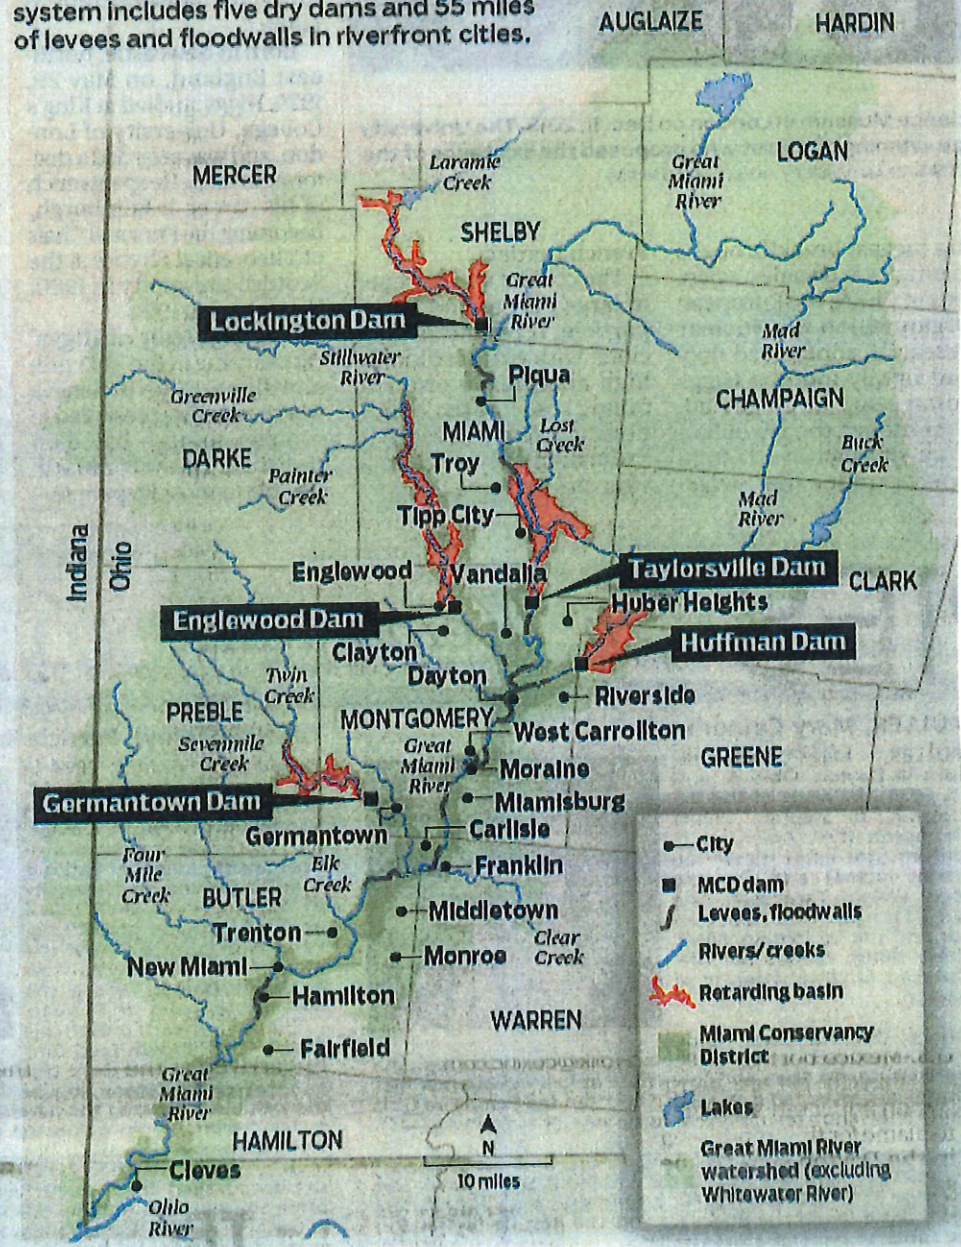 system includes five dry dams and 55 miles
of levees and floodwalls in riverfront cities.
AUGLAIZE
HARDIN
MERCER
Laramie
Creek
Great
Miami
River
LOGAN
SHELBY
Great
Miami
River
Lockington Dam
Stillwater
River
Mad
River
Piqua
Greenville
Creek
CHAMPAIGN
MIAMI
Lost
Creek
Buck
Creek
DARKE
Troy
Painter
Creek
Mad
River
Tipp City
Indiana
Ohio
Englewood
Vandalia
Taylorsville Dam
CLARK
Huber Heights
Englewood Dam
Huffman Dam
Clayton
Dayton
Twin
Creek
Riverside
PREBLE
MONTGOMERY
West Carrollton
Sevenmile
Creek
Great
Miami
River
GREENE
Moraine
Germantown Dam
Miamisburg
Germantown
Carlisle
Franklin
Four
Mile
Creek
Elk
Creek
BUTLER
Middletown
Trenton
Clear
Creek
New Miami
Monroe
Hamilton
WARREN
Fairfield
Great
Miami
River
HAMILTON
N
10 miles
Cleves
Ohio
River
City
MCD dam
Levees, floodwalls
Rivers/creeks
Retarding basin
Miami Conservancy
District
Lakes
Great Miami River
watershed (excluding
Whitewater River)